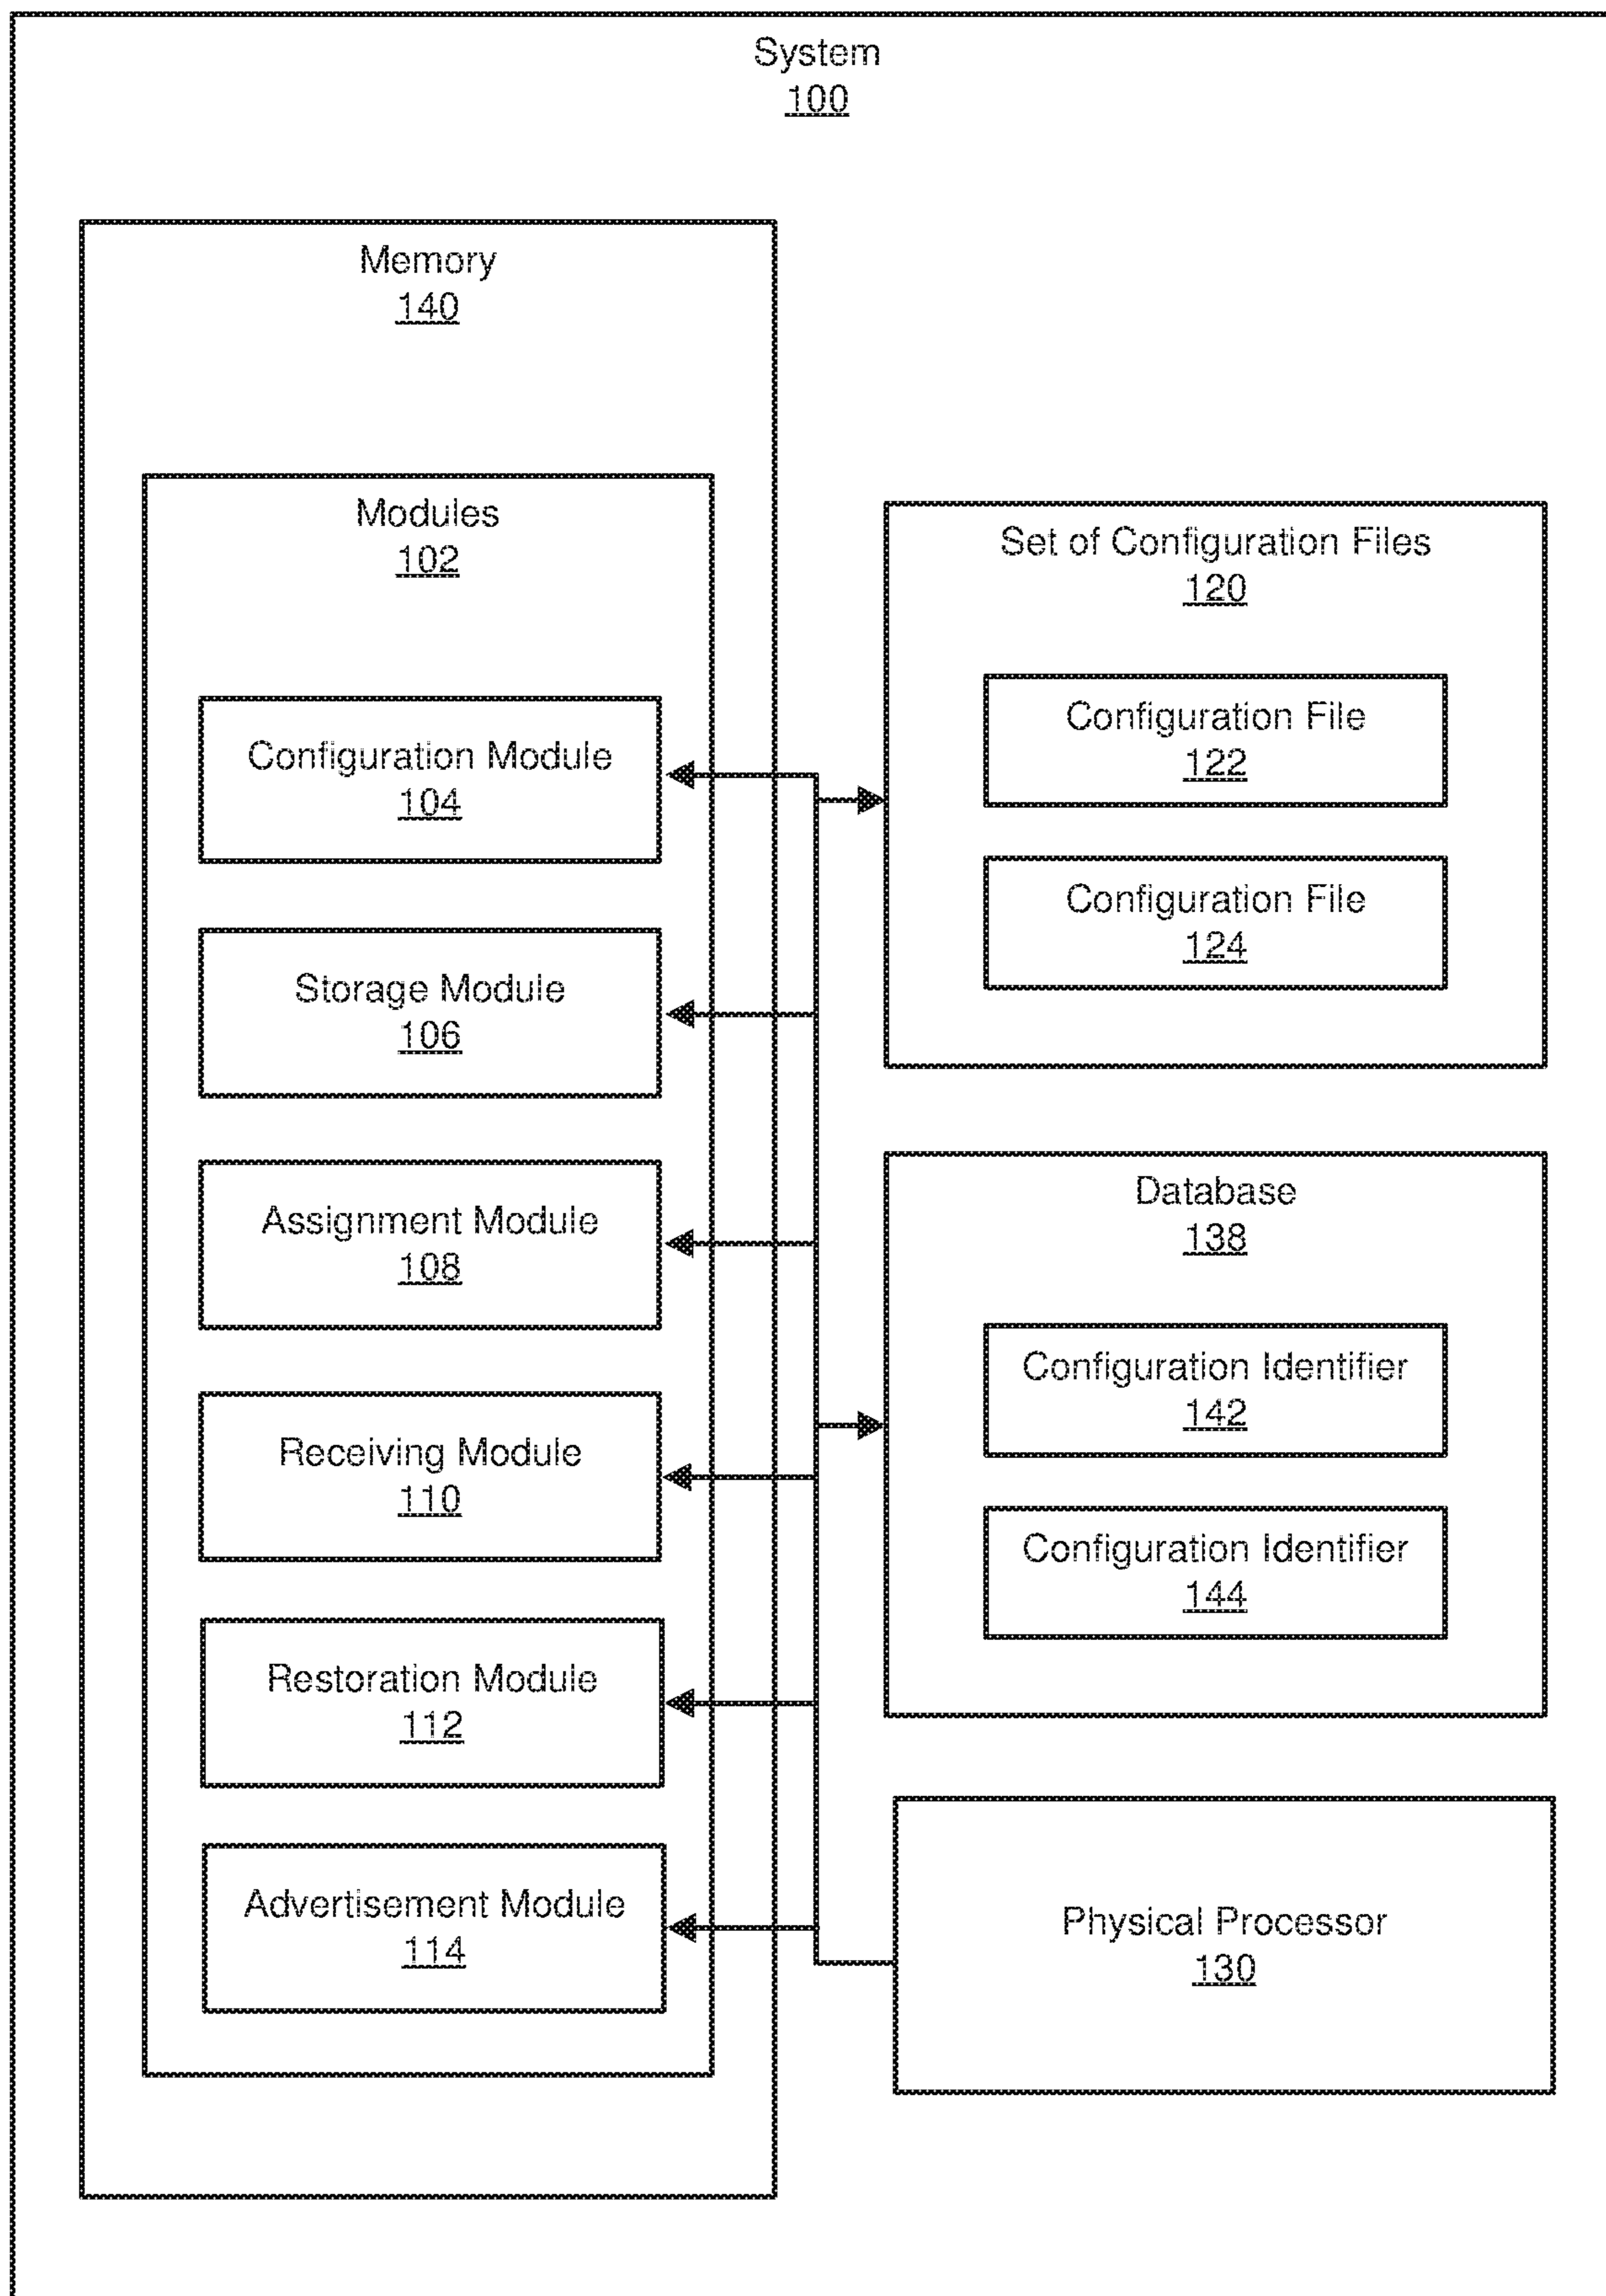 System
100
Memory
140
Modules
102
Configuration Module
104
Storage Module
106
Assignment Module
108
Receiving Module
110
Restoration Module
112
Advertisement Module
114
Set of Configuration Files
120
Configuration File
122
Configuration File
124
Database
138
Configuration Identifier
142
Configuration Identifier
144
Physical Processor
130